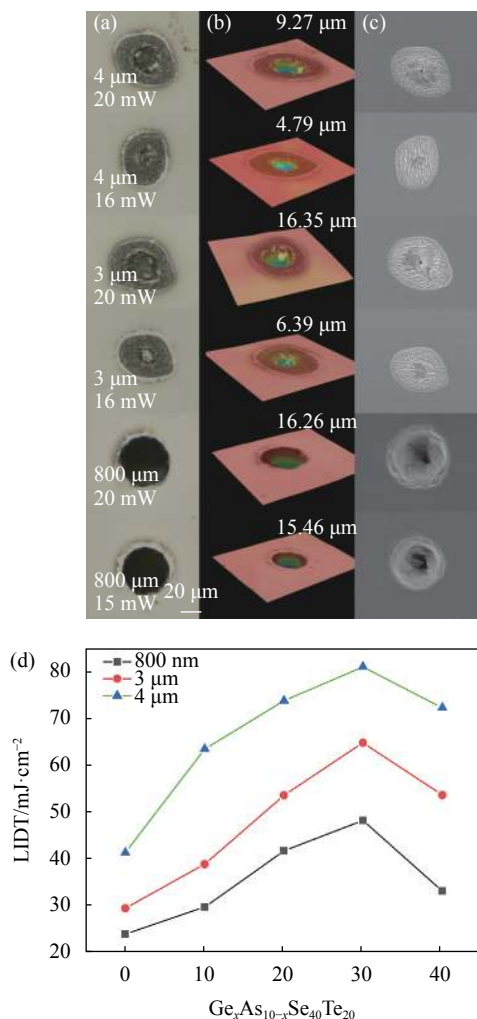 (a) (b) (c)
9.27 μm
4 μm
20 mW
4.79 μm
4 μm
16 mW
16.35 μm
3 μm
20 mW
6.39 μm
3 μm
16 mW
16.26 μm
800 μm
20 mW
15.46 μm
800 μm
15 mW
20 μm
(d)
800 nm
3 μm
4 μm
80
70
60
50
40
30
20
LIDT/mJ·cm⁻²
0 10 20 30 40
GeₓAs₁₀₋ₓSe₄₀Te₂₀